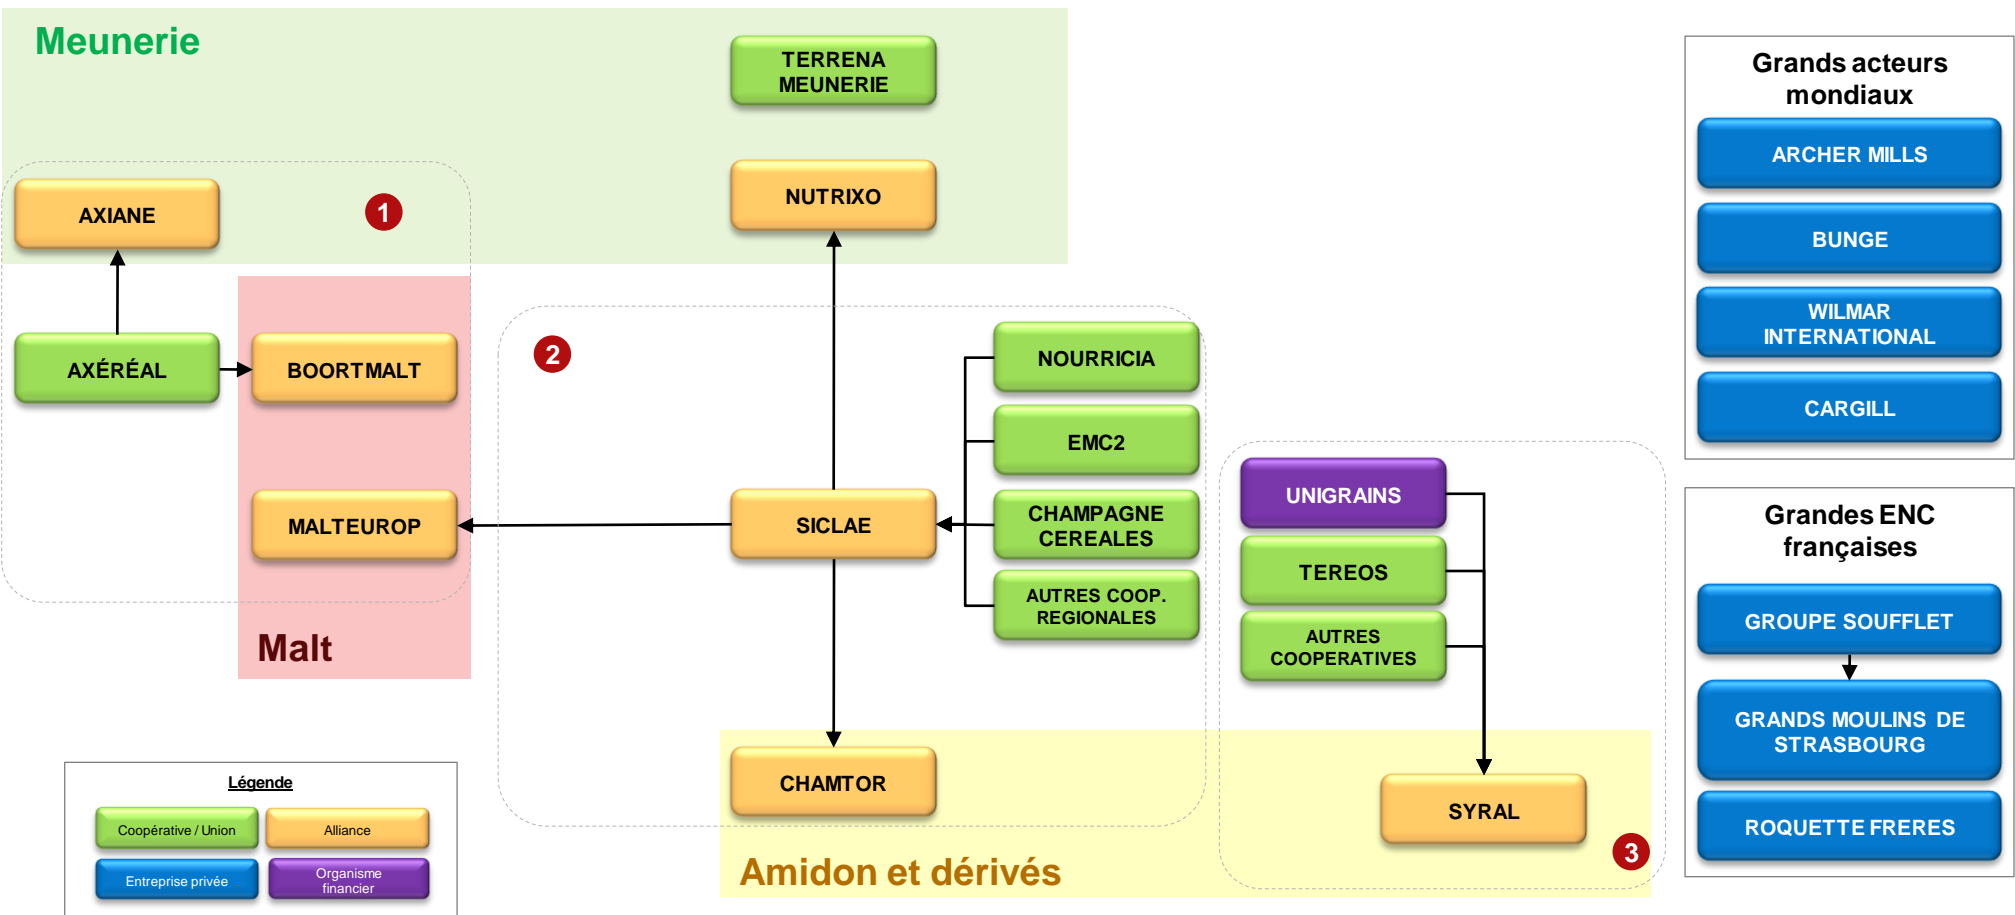 Meunerie
TERRENA
MEUNERIE
NUTRIXO
AXIANE
1
AXÉRÉAL
BOORTMALT
MALTEUROP
Malt
2
NOURRICIA
EMC2
CHAMPAGNE
CEREALES
AUTRES COOP.
REGIONALES
SICLAE
CHAMTOR
UNIGRAINS
TEREOS
AUTRES
COOPERATIVES
SYRAL
3
Amidon et dérivés
Légende
Coopérative / Union
Alliance
Entreprise privée
Organisme
financier
Grands acteurs
mondiaux
ARCHER MILLS
BUNGE
WILMAR
INTERNATIONAL
CARGILL
Grandes ENC
françaises
GROUPE SOUFFLET
GRANDS MOULINS DE
STRASBOURG
ROQUETTE FRERES